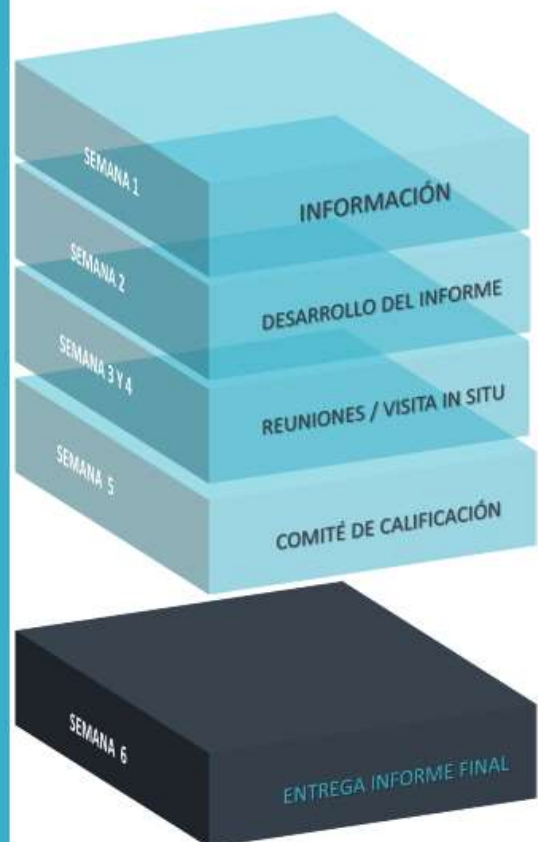 SEMANA 1
INFORMACIÓN
SEMANA 2
DESARROLLO DEL INFORME
SEMANA 3 Y 4
REUNIONES / VISITA IN SITU
SEMANA 5
COMITÉ DE CALIFICACIÓN
SEMANA 6
ENTREGA INFORME FINAL